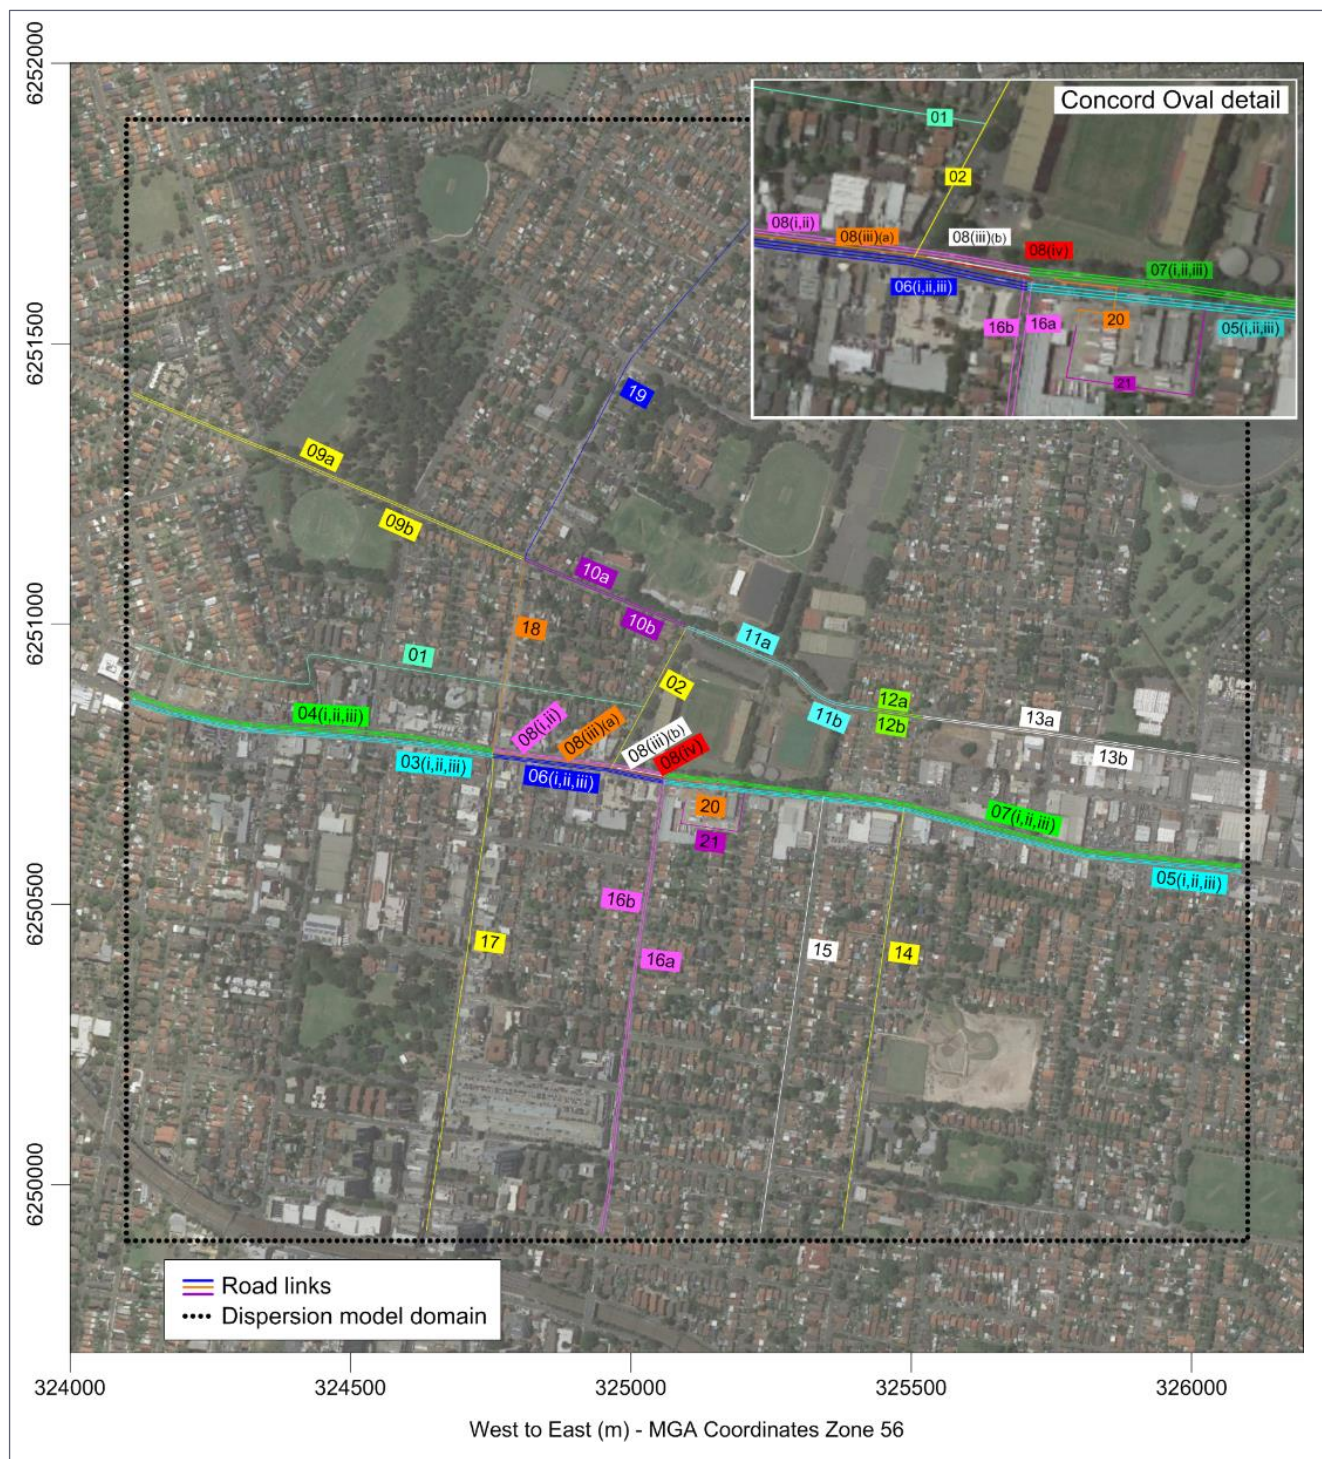 6252000
6251500
6251000
6250500
6250000
Concord Oval detail
01
02
08(i,ii)
08(iii)(a)
08(iii)(b)
08(iv)
07(i,ii,iii)
06(i,ii,iii)
16b
16a
20
05(i,ii,iii)
21
19
09a
09b
10a
10b
18
01
11a
02
12a
11b
12b
13a
13b
04(i,ii,iii)
03(i,ii,iii)
08(i,ii)
08(iii)(a)
08(iii)(b)
08(iv)
06(i,ii,iii)
20
21
07(i,ii,iii)
05(i,ii,iii)
16b
17
16a
15
14
Road links
Dispersion model domain
324000
324500
325000
325500
326000
West to East (m) - MGA Coordinates Zone 56